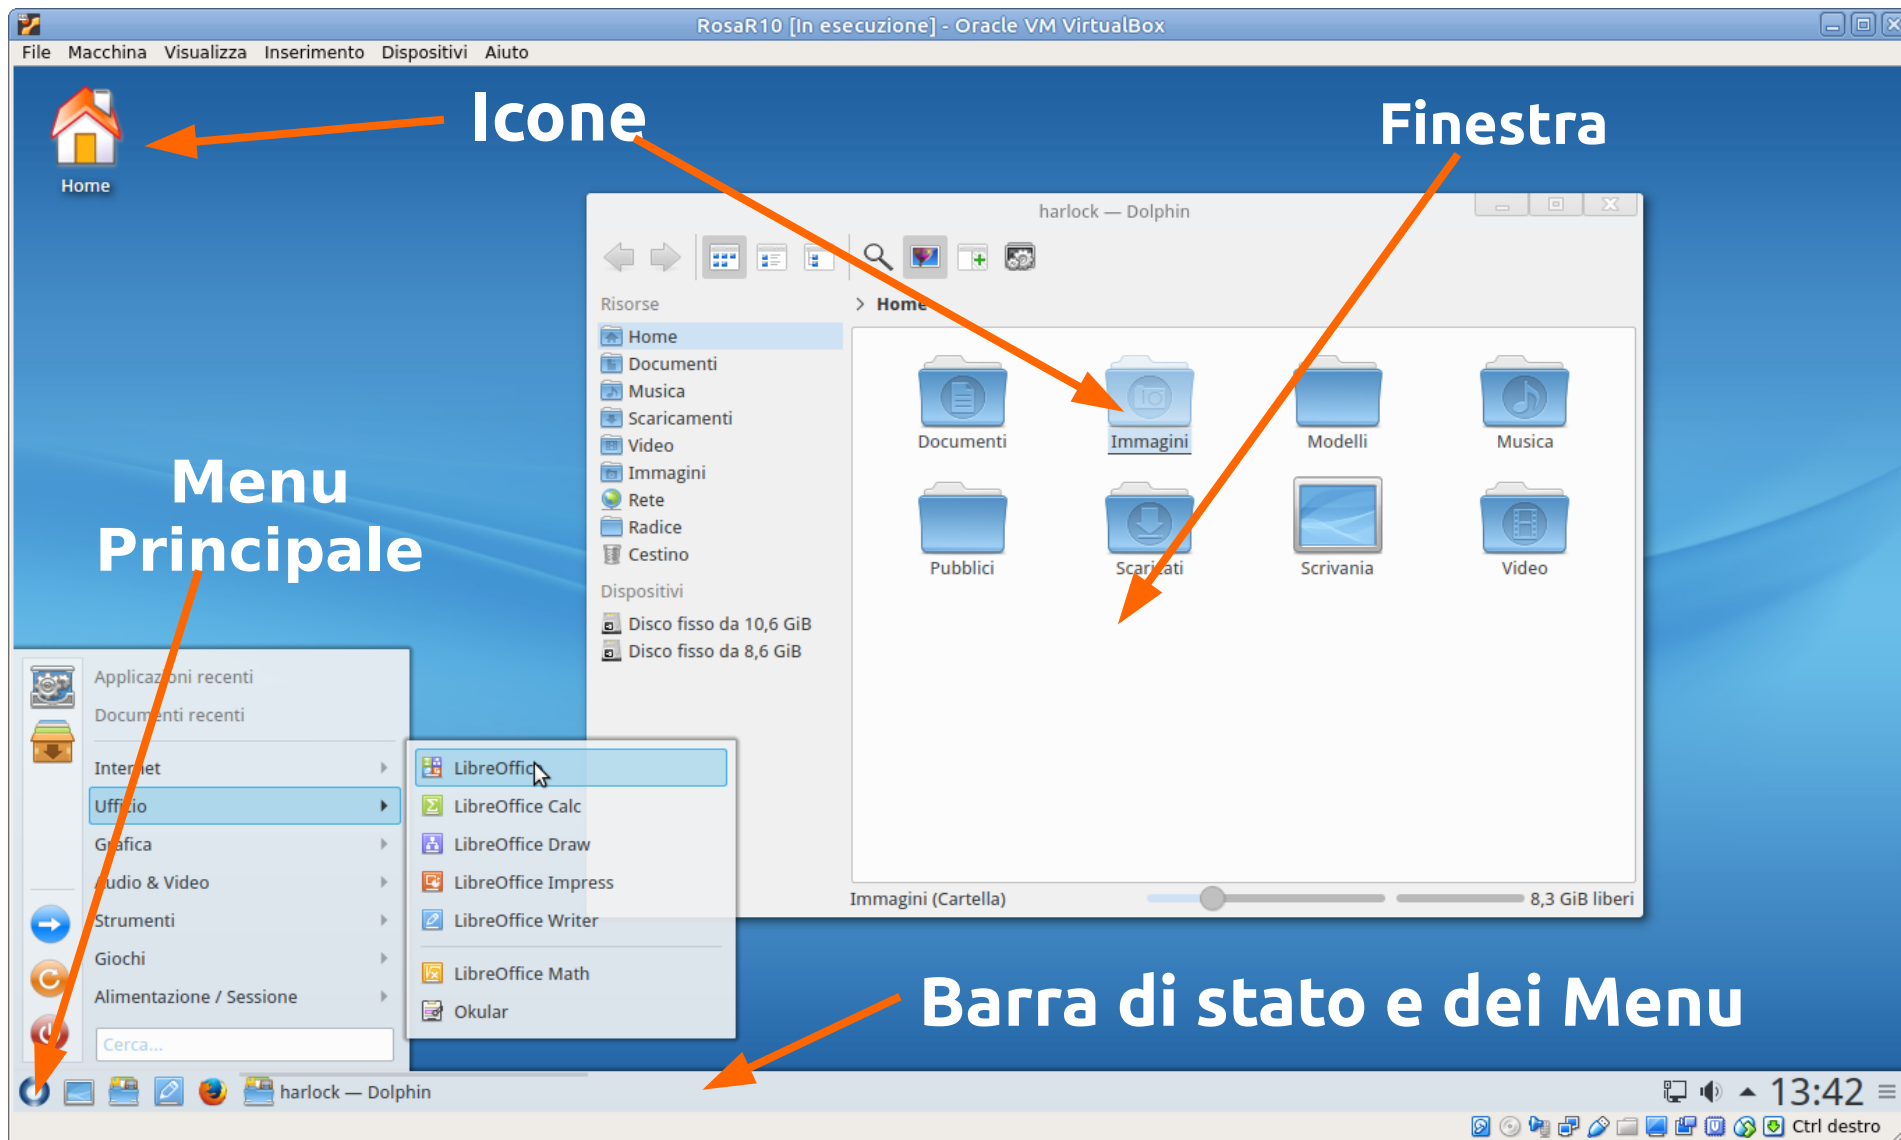 RosaR10 [In esecuzione] - Oracle VM VirtualBox
File Macchina Visualizza Inserimento Dispositivi Aiuto
Icone
Finestra
Home
harlock — Dolphin
Risorse
> Home
Home
Documenti
Musica
Scaricamenti
Video
Immagini
Rete
Radice
Cestino
Dispositivi
Disco fisso da 10,6 GiB
Disco fisso da 8,6 GiB
Documenti
Immagini
Modelli
Musica
Pubblici
Scaricati
Scrivania
Video
Immagini (Cartella)
8,3 GiB liberi
Menu
Principale
Applicazioni recenti
Documenti recenti
Internet
Ufficio
Grafica
Audio & Video
Strumenti
Giochi
Alimentazione / Sessione
Cerca...
LibreOffice
LibreOffice Calc
LibreOffice Draw
LibreOffice Impress
LibreOffice Writer
LibreOffice Math
Okular
Barra di stato e dei Menu
harlock — Dolphin
13:42
Ctrl destro